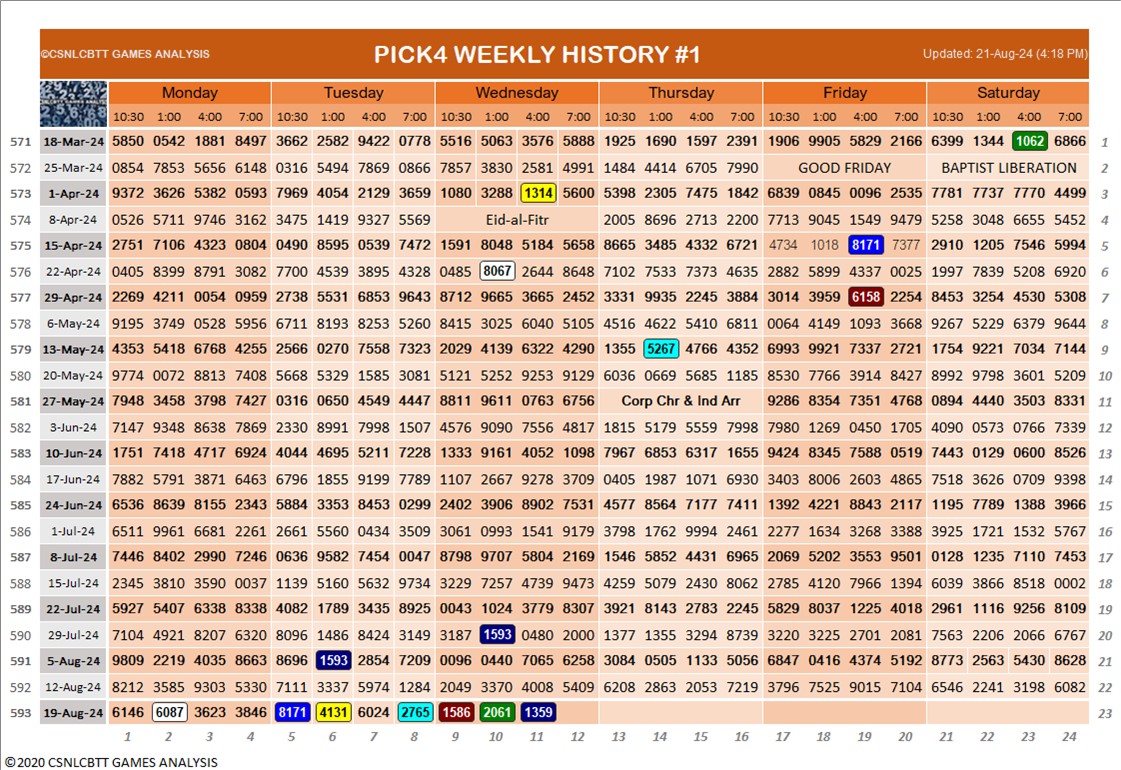 ©CSNLCBTT GAMES ANALYSIS PICK4 WEEKLY HISTORY #1 Updated: 21-Aug-24 (4:18 PM)
Monday Tuesday Wednesday Thursday Friday Saturday
10:30 1:00 4:00 7:00 10:30 1:00 4:00 7:00 10:30 1:00 4:00 12:00 10:30 1:00 4:00 7:00 10:30 1:00 4:00 7:00 10:30 1:00 4:00 7:00
571 18-Mar-24 5850 0542 1881 8497 3662 2582 9422 0778 5516 5063 3576 5888 1925 1690 1597 2391 1906 9905 5829 2166 6399 1344 1062 6866 1
572 25-Mar-24 0854 7853 5656 6148 0316 5494 7869 0866 7857 3830 2581 4991 1484 4414 6705 7990 GOOD FRIDAY BAPTIST LIBERATION 2
573 1-Apr-24 9372 3626 5382 0593 7969 4054 2129 3659 1080 3288 1314 5600 5398 2305 7475 1842 6839 0845 0096 2535 7781 7737 7770 4499 3
574 8-Apr-24 0526 5711 9746 3162 3475 1419 9327 5569 Eid-al-Fitr 2005 8696 2713 2200 7713 9045 1549 9479 5258 3048 6655 5452 4
575 15-Apr-24 2751 7106 4323 0804 0490 8595 0539 7472 1591 8048 5184 5658 8665 3485 4332 6721 4734 1018 8171 7377 2910 1205 7546 5994 5
576 22-Apr-24 0405 8399 8791 3082 7700 4539 3895 4328 0485 8067 2644 8648 7102 7533 7373 4635 2882 5899 4337 0025 1997 7839 5208 6920 6
577 29-Apr-24 2269 4211 0054 0959 2738 5531 6853 9643 8712 9665 3665 2452 3331 9935 2245 3884 3014 3959 6158 2254 8453 3254 4530 5308 7
578 6-May-24 9195 3749 0528 5956 6711 8193 8253 5260 8415 3025 6040 5105 4516 4622 5410 6811 0064 4149 1093 3668 9267 5229 6379 9644 8
579 13-May-24 4353 5418 6768 4255 2566 0270 7558 7323 2029 4139 6322 4290 1355 5267 4766 4352 6993 9921 7337 2721 1754 9221 7034 7144 9
580 20-May-24 9774 0072 8813 7408 5668 5329 1585 3081 5121 5252 9253 9129 6036 0669 5685 1185 8530 7766 3914 8427 8992 9798 3601 5209 10
581 27-May-24 7948 3458 3798 7427 0316 0650 4549 4447 8811 9611 0763 6756 Corp Chr & Ind Arr 9286 8354 7351 4768 0894 4440 3503 8331 11
582 3-Jun-24 7147 9348 8638 7869 2330 8991 7998 1507 4576 9090 7556 4817 1815 5179 5559 7998 7980 1269 0450 1705 4090 0573 0766 7339 12
583 10-Jun-24 1751 7418 4717 6924 4044 4695 5211 7228 1333 9161 4052 1098 7967 6853 6317 1655 9424 8345 7588 0519 7443 0129 0600 8526 13
584 17-Jun-24 7882 5791 3871 6463 6796 1855 9199 7789 1107 2667 9278 3709 0405 1987 1071 6930 3403 8006 2603 4865 7518 3626 0709 9398 14
585 24-Jun-24 6536 8639 8155 2343 5884 3353 8453 0299 2402 3906 8902 7531 4577 8564 7177 7411 1392 4221 8843 2117 1195 7789 1388 3966 15
586 1-Jul-24 6511 9961 6681 2261 2661 5560 0434 3509 3061 0993 1541 9179 3798 1762 9994 2461 2277 1634 3268 3388 3925 1721 1532 5767 16
587 8-Jul-24 7446 8402 2990 7246 0636 9582 7454 0047 8798 9707 5804 2169 1546 5852 4431 6965 2069 5202 3553 9501 0128 1235 7110 7453 17
588 15-Jul-24 2345 3810 3590 0037 1139 5160 5632 9734 3229 7257 4739 9473 4259 5079 2430 8062 2785 4120 7966 1394 6039 3866 8518 0002 18
589 22-Jul-24 5927 5407 6338 8338 4082 1789 3435 8925 0043 1024 3779 8307 3921 8143 2783 2245 5829 8037 1225 4018 2961 1116 9256 8109 19
590 29-Jul-24 7104 4921 8207 6320 8096 1486 8424 3149 3187 1593 0480 2000 1377 1355 3294 8739 3220 3225 2701 2081 7563 2206 2066 6767 20
591 5-Aug-24 9809 2219 4035 8663 8696 1593 2854 7209 0096 0440 7065 6258 3084 0505 1133 5056 6847 0416 4374 5192 8773 2563 5430 8628 21
592 12-Aug-24 8212 3585 9303 5330 7111 3337 5974 1284 2049 3370 4008 5409 6208 2863 2053 7219 3796 7525 9015 7104 6546 2241 3198 6082 22
593 19-Aug-24 6146 6087 3623 3846 8171 4131 6024 2765 1586 2061 1359 23
1 2 3 4 5 6 7 8 9 10 11 12 13 14 15 16 17 18 19 20 21 22 23 24
©2020 CSNLCBTT GAMES ANALYSIS